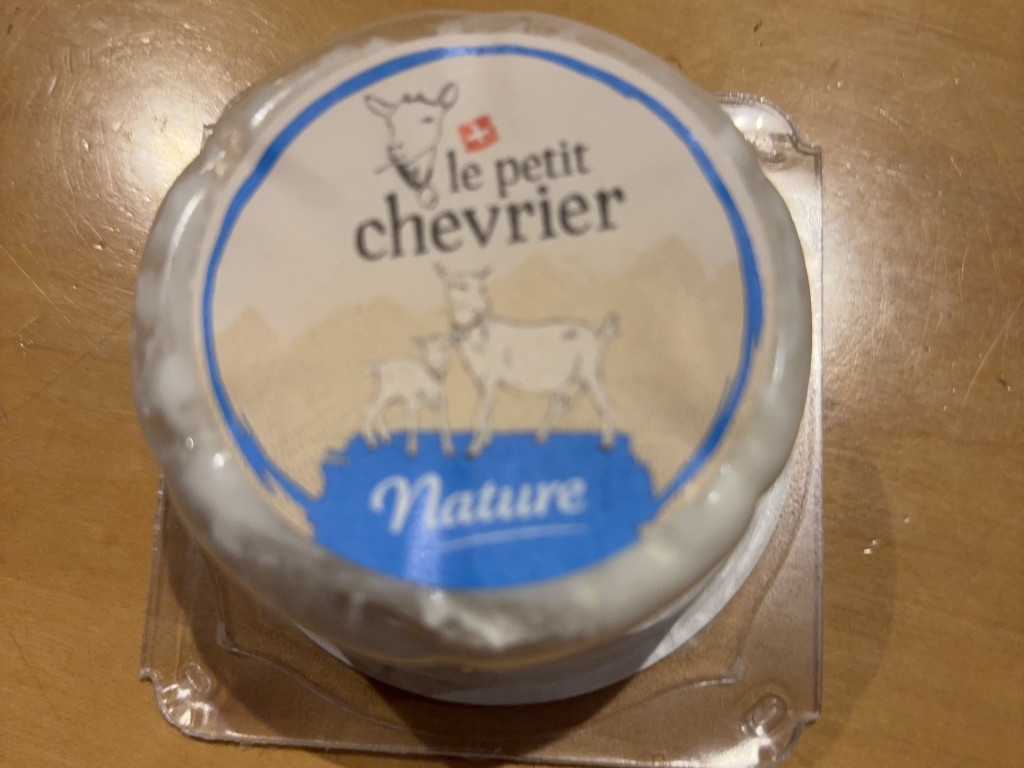 le petit
chevrier
Nature